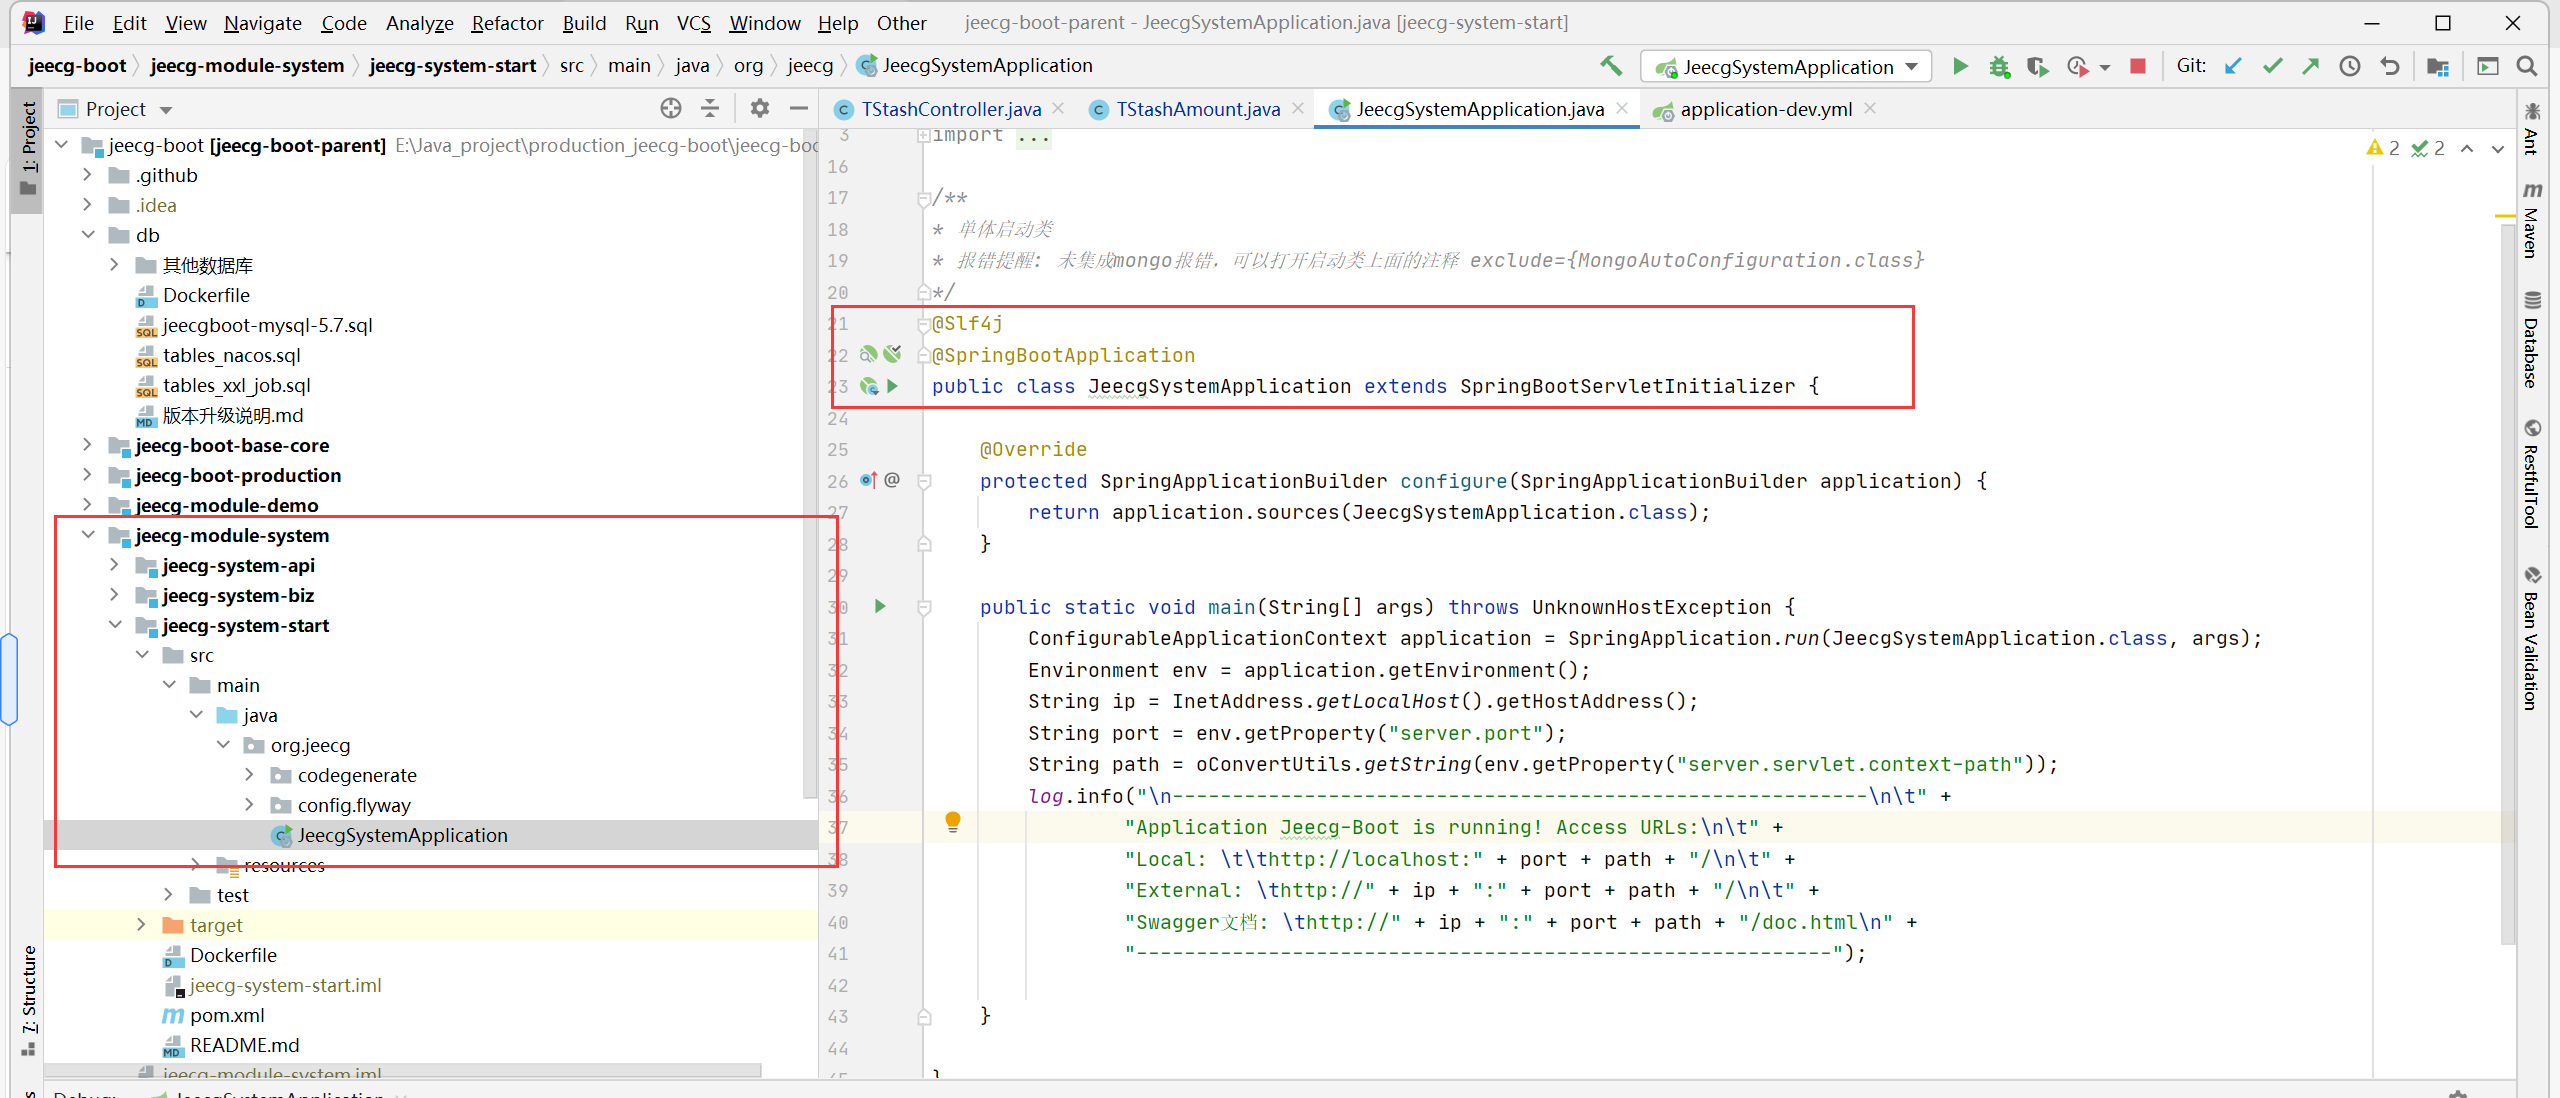 File Edit View Navigate Code Analyze Refactor Build Run VCS Window Help Other jeecg-boot-parent - JeecgSystemApplication.java [jeecg-system-start]
jeecg-boot jeecg-module-system jeecg-system-start src main java org jeecg JeecgSystemApplication JeecgSystemApplication Git:
1: Project
7: Structure
Project
jeecg-boot [jeecg-boot-parent] E:\Java_project\production_jeecg-boot\jeecg-boo
.github
.idea
db
其他数据库
Dockerfile
jeecgboot-mysql-5.7.sql
tables_nacos.sql
tables_xxl_job.sql
版本升级说明.md
jeecg-boot-base-core
jeecg-boot-production
jeecg-module-demo
jeecg-module-system
jeecg-system-api
jeecg-system-biz
jeecg-system-start
src
main
java
org.jeecg
codegenerate
config.flyway
JeecgSystemApplication
resources
test
target
Dockerfile
jeecg-system-start.iml
pom.xml
README.md
jeecg-module-system.iml
TStashController.java TStashAmount.java JeecgSystemApplication.java application-dev.yml
2 2
3 import ...
16
17 /**
18 * 单体启动类
19 * 报错提醒: 未集成mongo报错，可以打开启动类上面的注释 exclude={MongoAutoConfiguration.class}
20 */
21 @Slf4j
22 @SpringBootApplication
23 public class JeecgSystemApplication extends SpringBootServletInitializer {
24
25 @Override
26 protected SpringApplicationBuilder configure(SpringApplicationBuilder application) {
27 return application.sources(JeecgSystemApplication.class);
28 }
29
30 public static void main(String[] args) throws UnknownHostException {
31 ConfigurableApplicationContext application = SpringApplication.run(JeecgSystemApplication.class, args);
32 Environment env = application.getEnvironment();
33 String ip = InetAddress.getLocalHost().getHostAddress();
34 String port = env.getProperty("server.port");
35 String path = oConvertUtils.getString(env.getProperty("server.servlet.context-path"));
36 log.info("\n----------------------------------------------------------\n\t" +
37 "Application Jeecg-Boot is running! Access URLs:\n\t" +
38 "Local: \t\thttp://localhost:" + port + path + "/\n\t" +
39 "External: \thttp://" + ip + ":" + port + path + "/\n\t" +
40 "Swagger文档: \thttp://" + ip + ":" + port + path + "/doc.html\n" +
41 "----------------------------------------------------------");
42
43 }
44
45 }
Ant
Maven
Database
RestfulTool
Bean Validation
Debug: JeecgSystemApplication